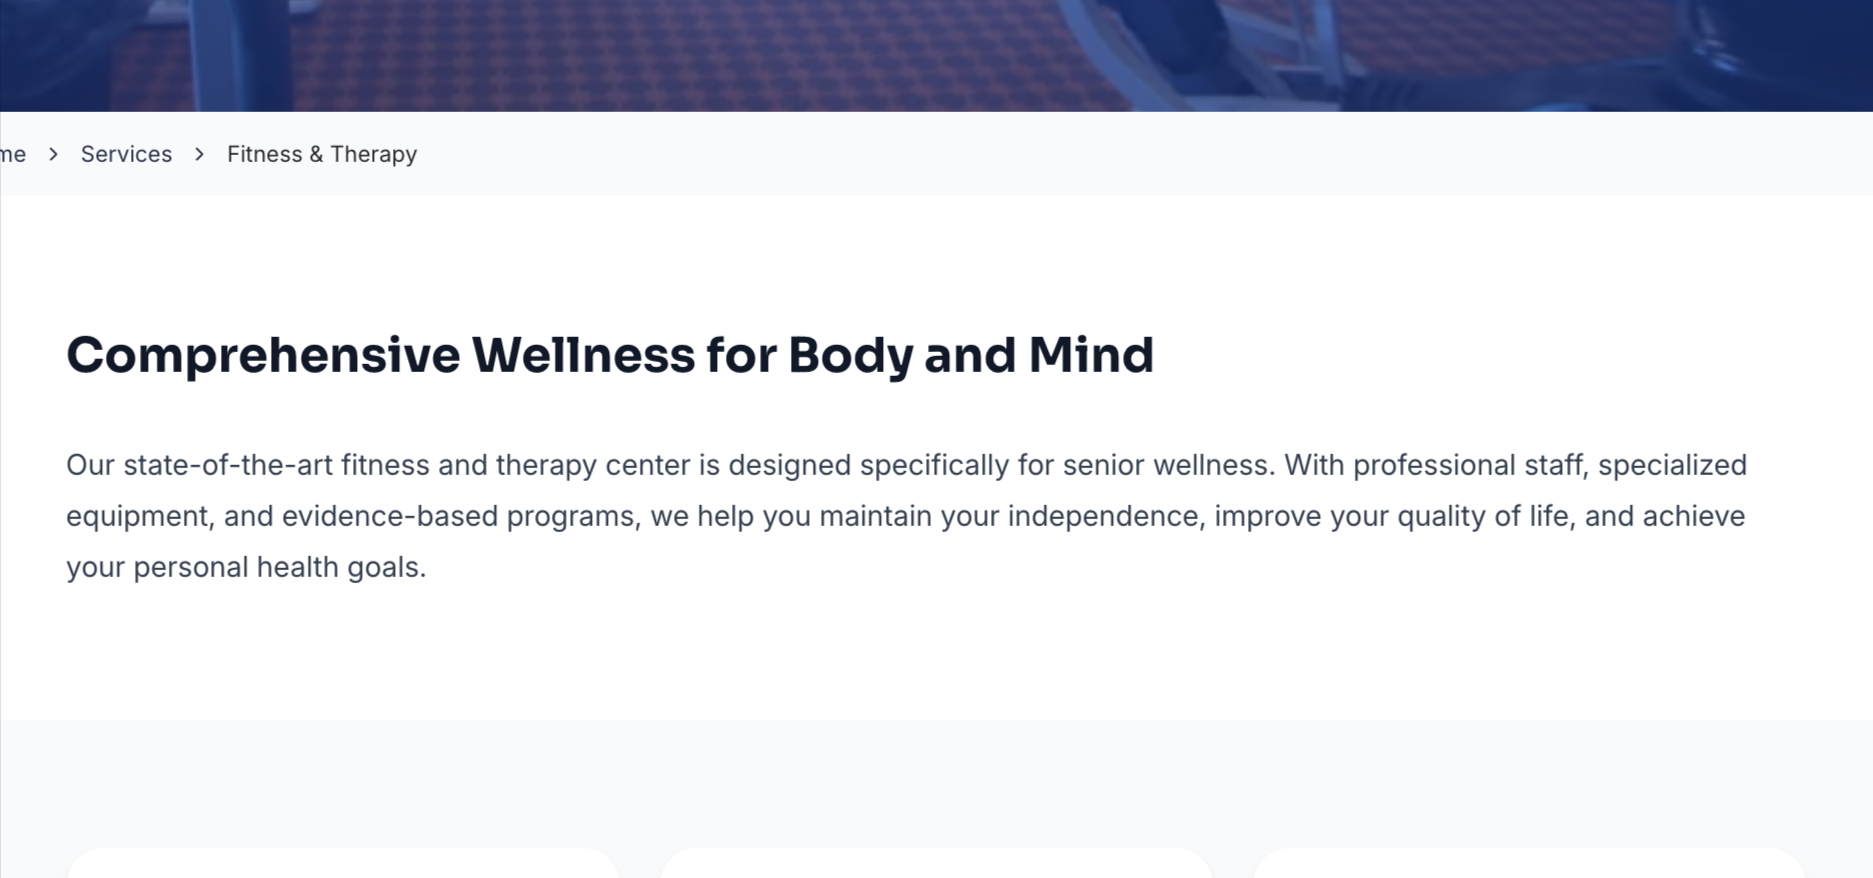 me > Services > Fitness & Therapy
Comprehensive Wellness for Body and Mind
Our state-of-the-art fitness and therapy center is designed specifically for senior wellness. With professional staff, specialized
equipment, and evidence-based programs, we help you maintain your independence, improve your quality of life, and achieve
your personal health goals.